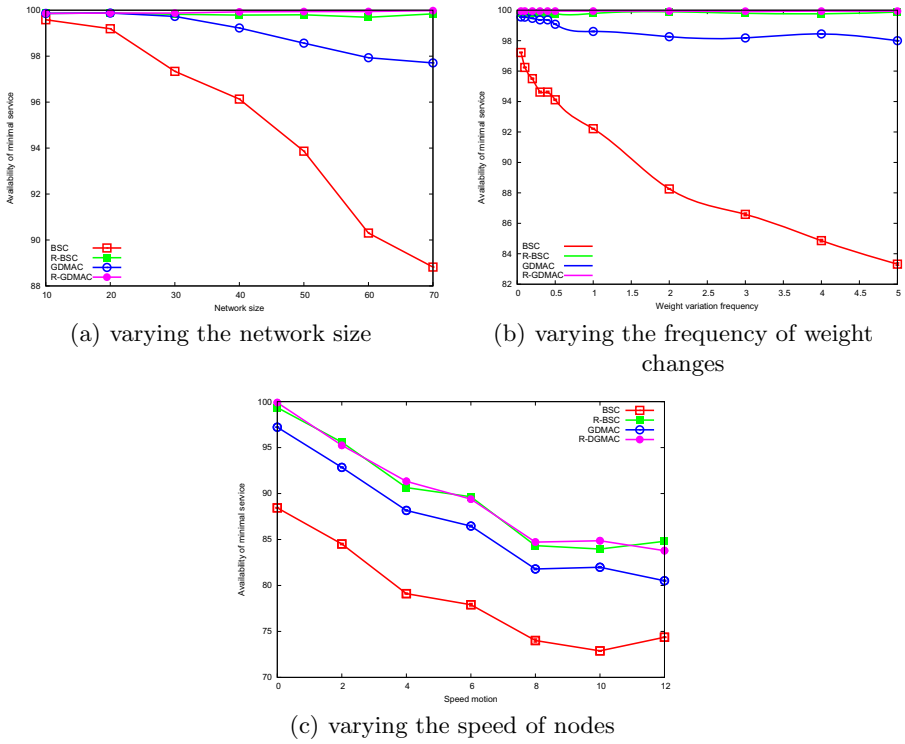 100
98
96
94
92
90
88
Availability of minimal service
BSC
R-BSC
GDMAC
R-GDMAC
10 20 30 40 50 60 70
Network size
(a) varying the network size
100
98
96
94
92
90
88
86
84
82
Availability of minimal service
BSC
R-BSC
GDMAC
R-GDMAC
0 0.5 1 1.5 2 2.5 3 3.5 4 4.5 5
Weight variation frequency
(b) varying the frequency of weight
changes
100
95
90
85
80
75
70
Availability of minimal service
BSC
R-BSC
GDMAC
R-DGMAC
0 2 4 6 8 10 12
Speed motion
(c) varying the speed of nodes